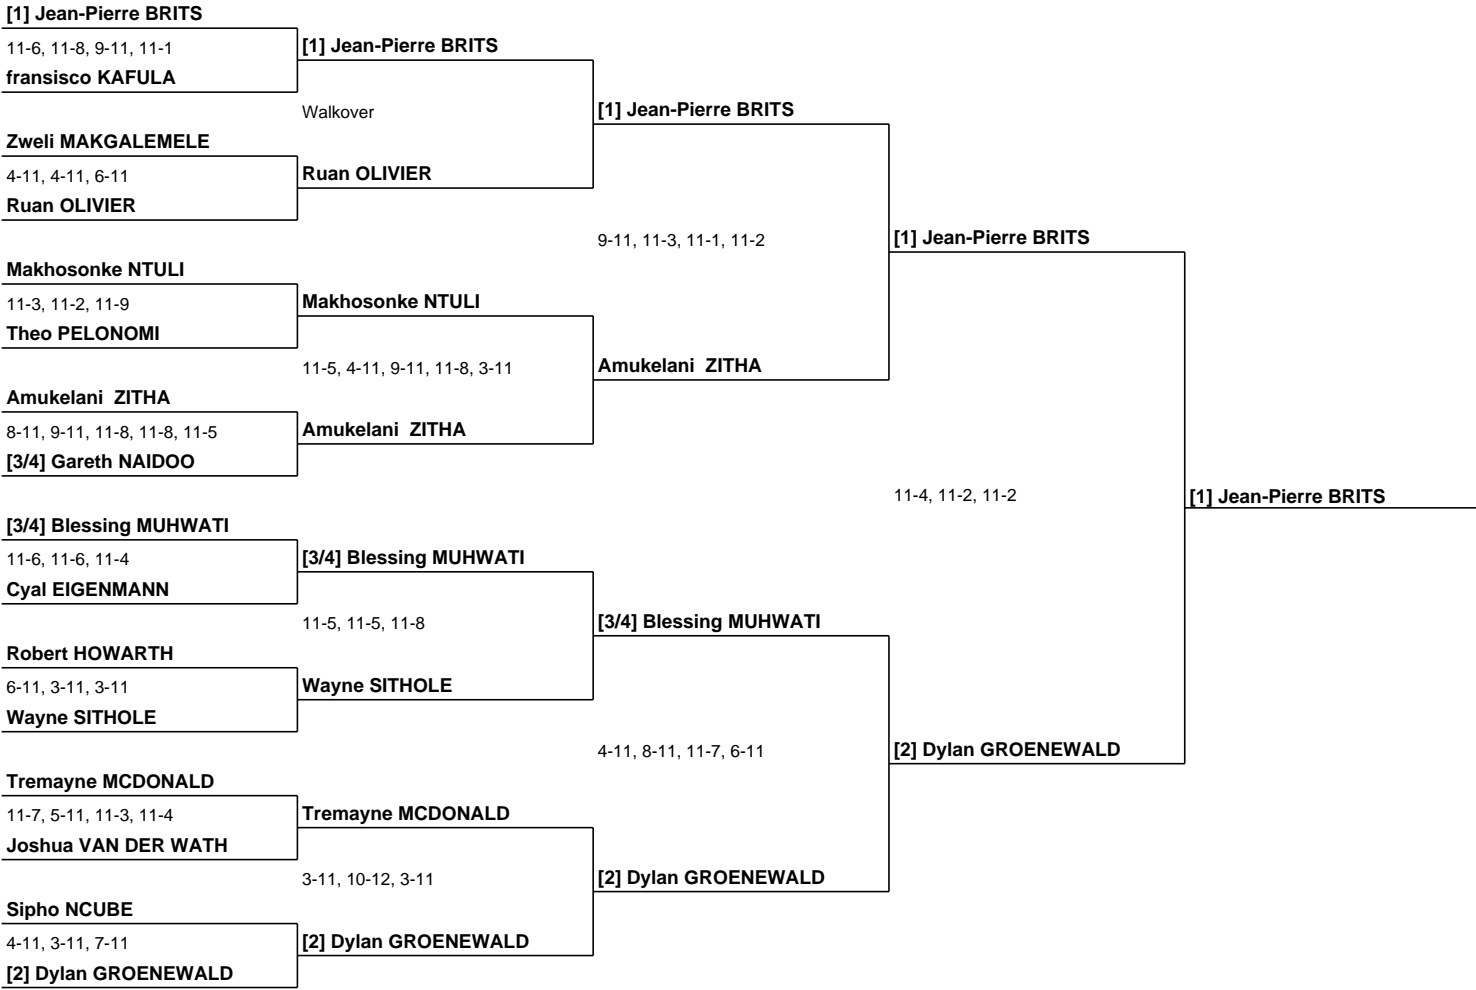 [1] Jean-Pierre BRITS
11-6, 11-8, 9-11, 11-1
fransisco KAFULA
Zweli MAKGALEMELE
4-11, 4-11, 6-11
Ruan OLIVIER
Makhosonke NTULI
11-3, 11-2, 11-9
Theo PELONOMI
Amukelani  ZITHA
8-11, 9-11, 11-8, 11-8, 11-5
[3/4] Gareth NAIDOO
[3/4] Blessing MUHWATI
11-6, 11-6, 11-4
Cyal EIGENMANN
Robert HOWARTH
6-11, 3-11, 3-11
Wayne SITHOLE
Tremayne MCDONALD
11-7, 5-11, 11-3, 11-4
Joshua VAN DER WATH
Sipho NCUBE
4-11, 3-11, 7-11
[2] Dylan GROENEWALD
[1] Jean-Pierre BRITS
Walkover
Ruan OLIVIER
Makhosonke NTULI
11-5, 4-11, 9-11, 11-8, 3-11
Amukelani  ZITHA
[3/4] Blessing MUHWATI
11-5, 11-5, 11-8
Wayne SITHOLE
Tremayne MCDONALD
3-11, 10-12, 3-11
[2] Dylan GROENEWALD
[1] Jean-Pierre BRITS
9-11, 11-3, 11-1, 11-2
Amukelani  ZITHA
[3/4] Blessing MUHWATI
4-11, 8-11, 11-7, 6-11
[2] Dylan GROENEWALD
[1] Jean-Pierre BRITS
11-4, 11-2, 11-2
[2] Dylan GROENEWALD
[1] Jean-Pierre BRITS